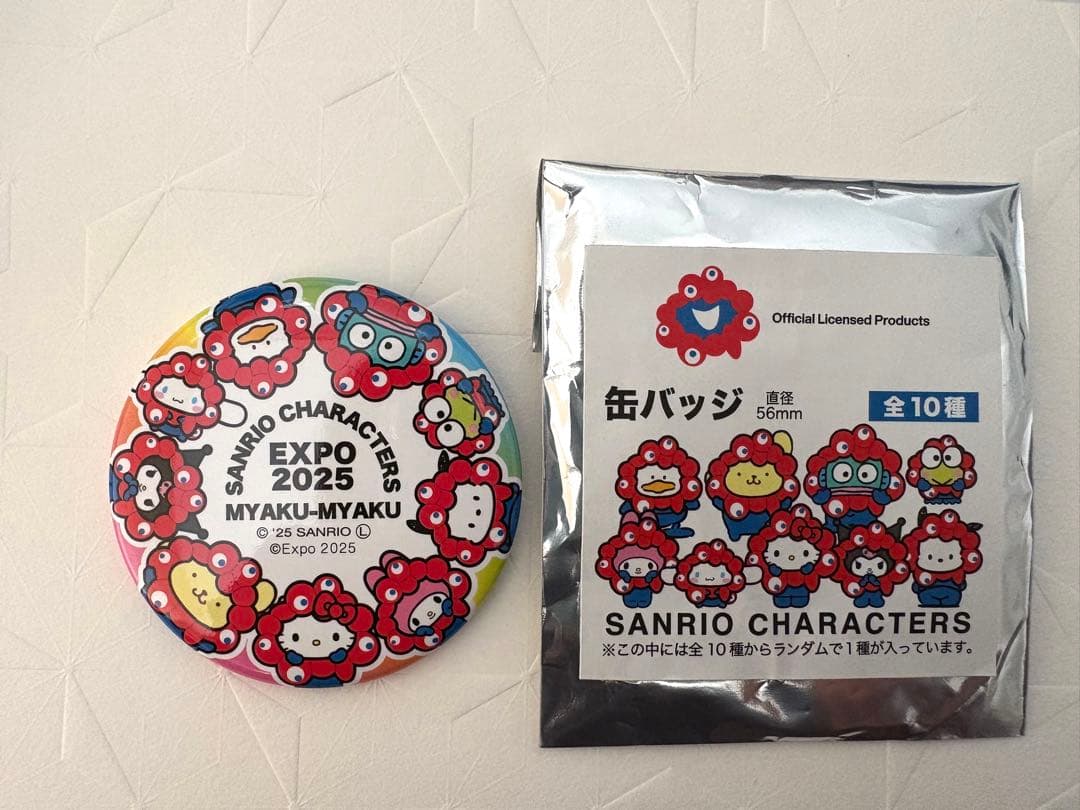 SANRIO CHARACTERS
EXPO
2025
MYAKU-MYAKU
© '25 SANRIO Ⓛ
©Expo 2025
Official Licensed Products
缶バッジ 直径 56mm
全10種
SANRIO CHARACTERS
※この中には全10種からランダムで1種が入っています。